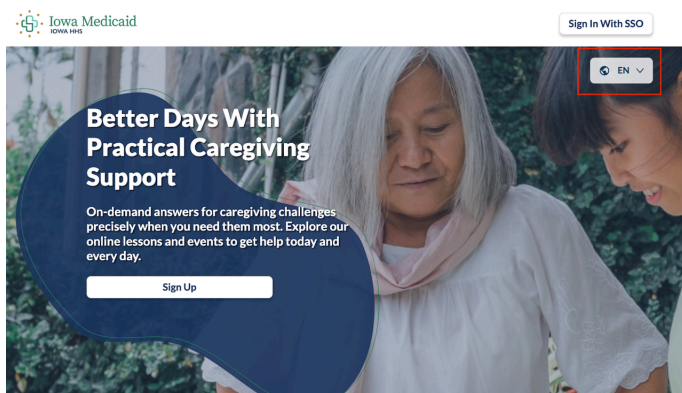 Iowa Medicaid
IOWA HHS
Sign In With SSO
EN
Better Days With
Practical Caregiving
Support
On-demand answers for caregiving challenges
precisely when you need them most. Explore our
online lessons and events to get help today and
every day.
Sign Up